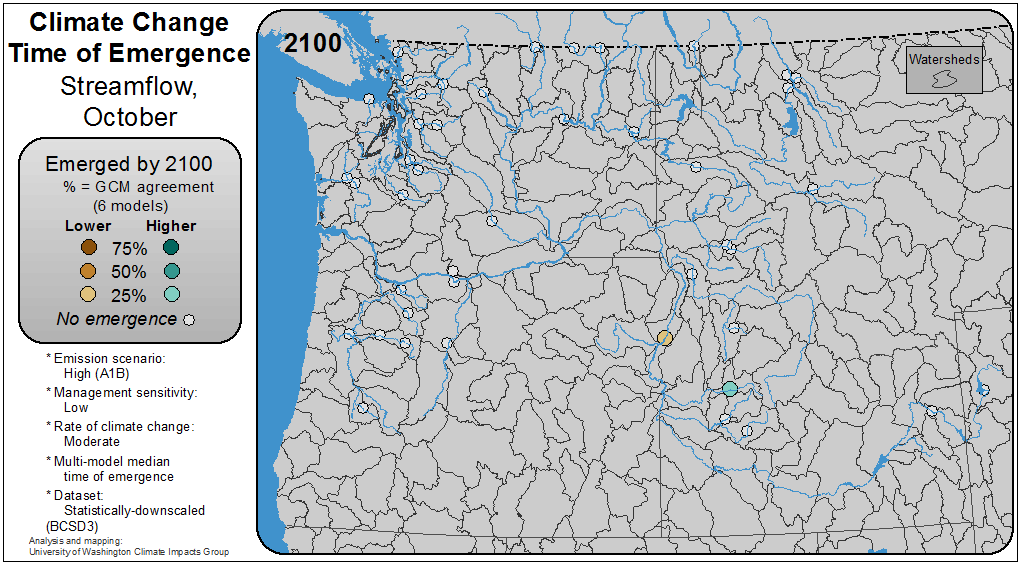 Climate Change
Time of Emergence
Streamflow,
October
Emerged by 2100
% = GCM agreement
(6 models)
Lower Higher
75%
50%
25%
No emergence
* Emission scenario:
High (A1B)
* Management sensitivity:
Low
* Rate of climate change:
Moderate
* Multi-model median
time of emergence
* Dataset:
Statistically-downscaled
(BCSD3)
Analysis and mapping:
University of Washington Climate Impacts Group
2100
Watersheds